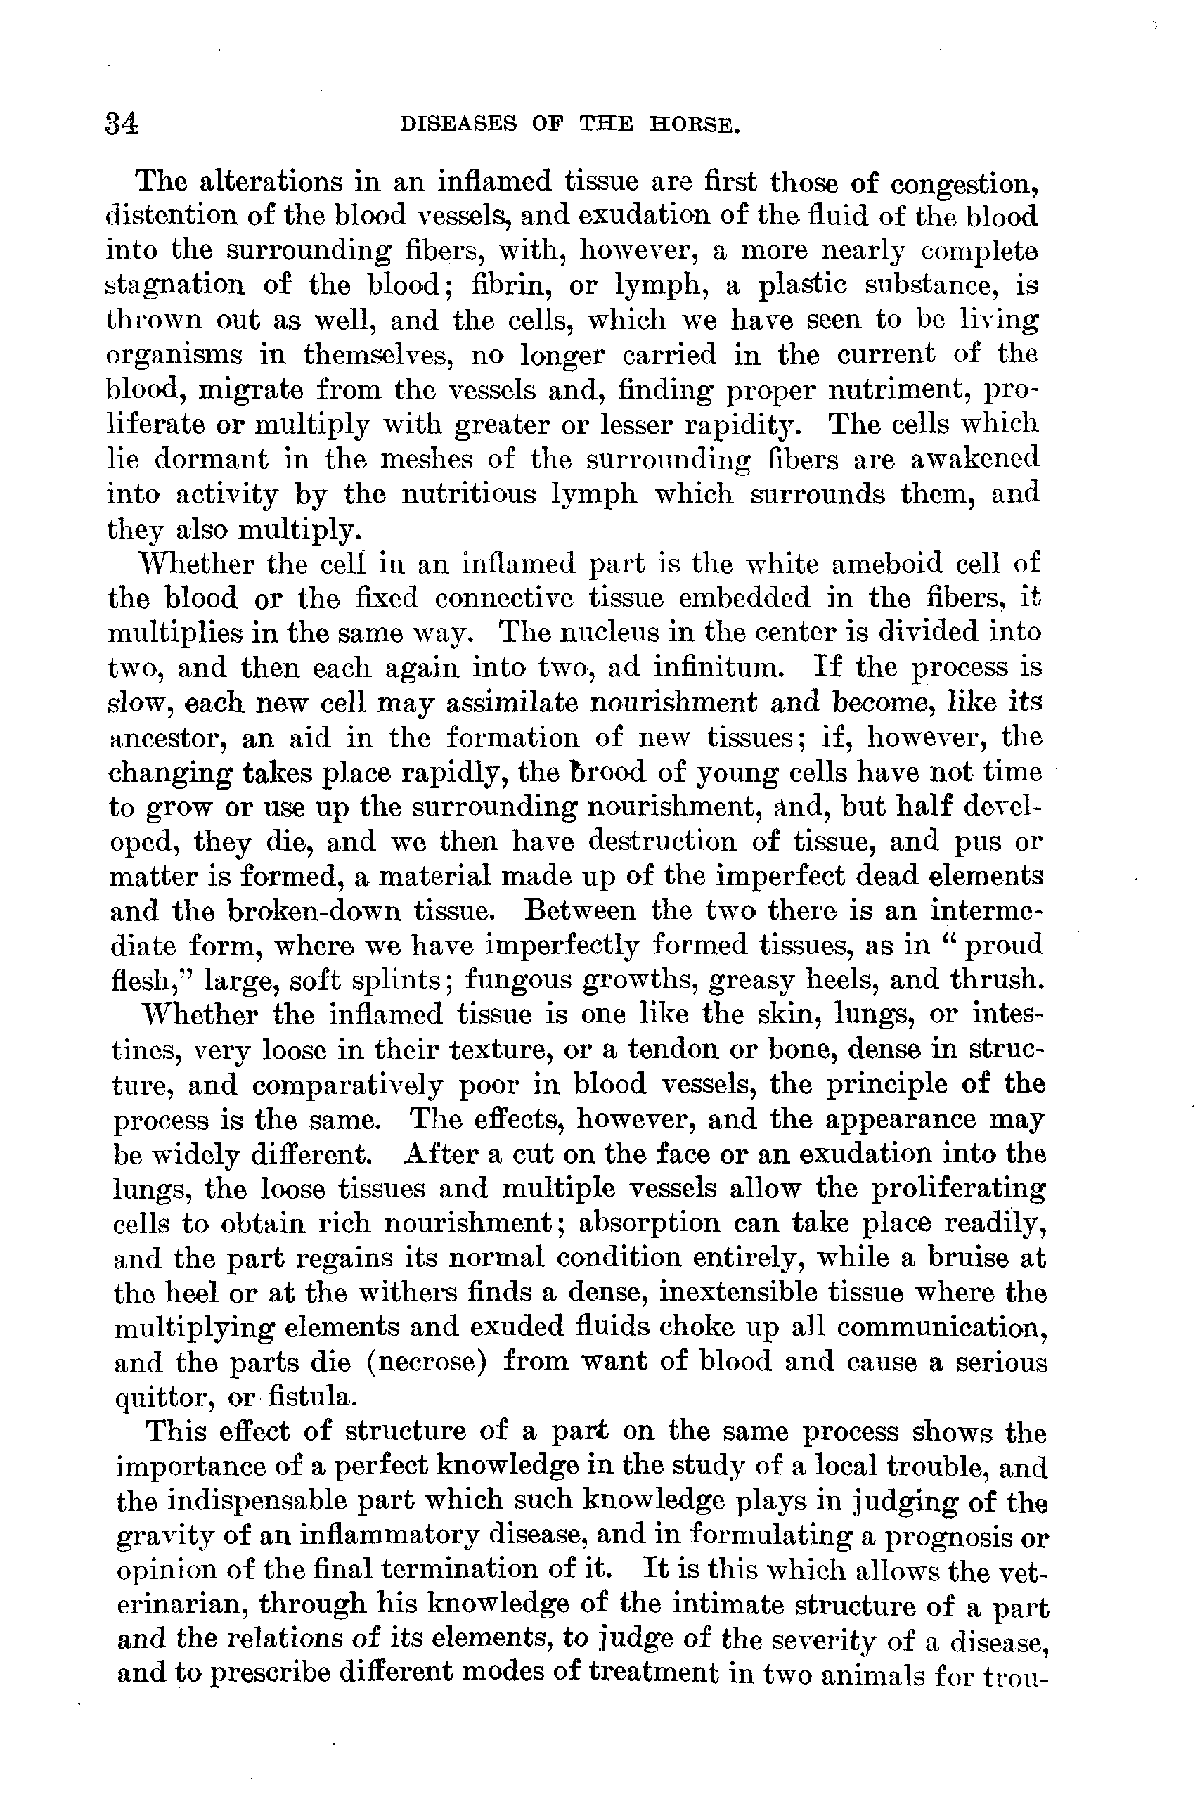 34 DISEASES OF THE HORSE.
The alterations in an inflamed tissue are first those of congestion,
distention of the blood vessels, and exudation of the fluid of the blood
into the surrounding fibers, with, however, a more nearly complete
stagnation of the blood; fibrin, or lymph, a plastic substance, is
thrown out as well, and the cells, which we have seen to be living
organisms in themselves, no longer carried in the current of the
blood, migrate from the vessels and, finding proper nutriment, pro-
liferate or multiply with greater or lesser rapidity. The cells which
lie dormant in the meshes of the surrounding fibers are awakened
into activity by the nutritious lymph which surrounds them, and
they also multiply.
Whether the cell in an inflamed part is the white ameboid cell of
the blood or the fixed connective tissue embedded in the fibers, it
multiplies in the same way. The nucleus in the center is divided into
two, and then each again into two, ad infinitum. If the process is
slow, each new cell may assimilate nourishment and become, like its
ancestor, an aid in the formation of new tissues; if, however, the
changing takes place rapidly, the brood of young cells have not time
to grow or use up the surrounding nourishment, and, but half devel-
oped, they die, and we then have destruction of tissue, and pus or
matter is formed, a material made up of the imperfect dead elements
and the broken-down tissue. Between the two there is an interme-
diate form, where we have imperfectly formed tissues, as in "proud
flesh," large, soft splints; fungous growths, greasy heels, and thrush.
Whether the inflamed tissue is one like the skin, lungs, or intes-
tines, very loose in their texture, or a tendon or bone, dense in struc-
ture, and comparatively poor in blood vessels, the principle of the
process is the same. The effects, however, and the appearance may
be widely different. After a cut on the face or an exudation into the
lungs, the loose tissues and multiple vessels allow the proliferating
cells to obtain rich nourishment; absorption can take place readily,
and the part regains its normal condition entirely, while a bruise at
the heel or at the withers finds a dense, inextensible tissue where the
multiplying elements and exuded fluids choke up all communication,
and the parts die (necrose) from want of blood and cause a serious
quittor, or fistula.
This effect of structure of a part on the same process shows the
importance of a perfect knowledge in the study of a local trouble, and
the indispensable part which such knowledge plays in judging of the
gravity of an inflammatory disease, and in formulating a prognosis or
opinion of the final termination of it. It is this which allows the vet-
erinarian, through his knowledge of the intimate structure of a part
and the relations of its elements, to judge of the severity of a disease,
and to prescribe different modes of treatment in two animals for trou-